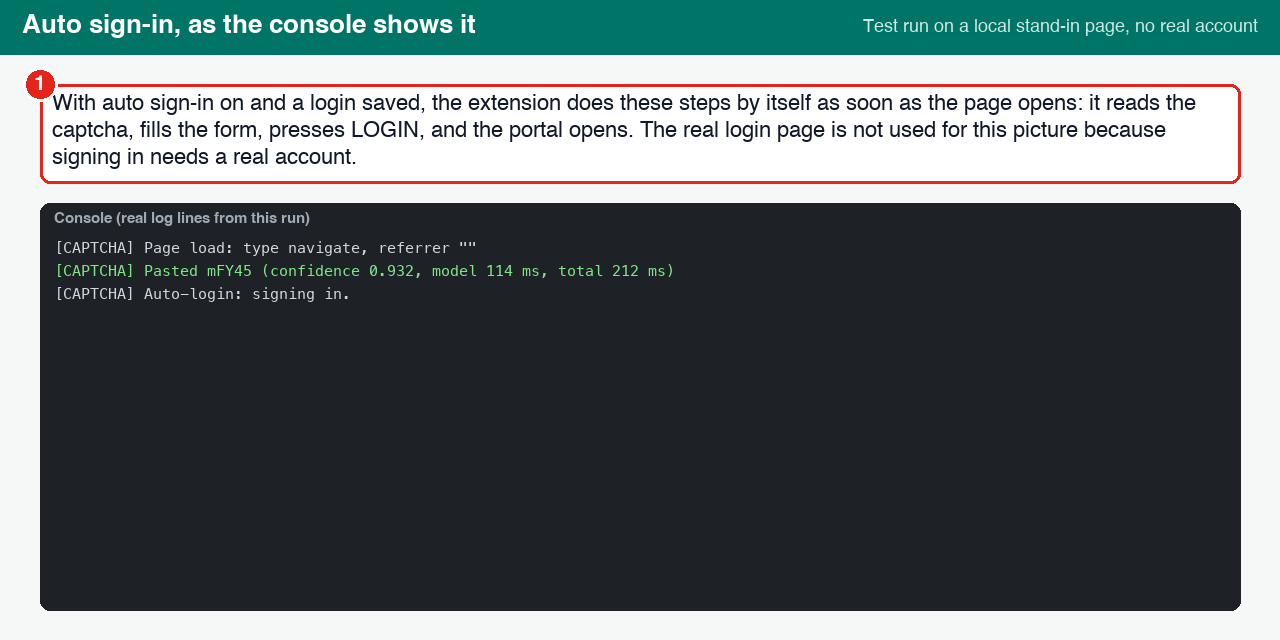 Auto sign-in, as the console shows it
Test run on a local stand-in page, no real account
1
With auto sign-in on and a login saved, the extension does these steps by itself as soon as the page opens: it reads the
captcha, fills the form, presses LOGIN, and the portal opens. The real login page is not used for this picture because
signing in needs a real account.
Console (real log lines from this run)
[CAPTCHA] Page load: type navigate, referrer ""
[CAPTCHA] Pasted mFY45 (confidence 0.932, model 114 ms, total 212 ms)
[CAPTCHA] Auto-login: signing in.